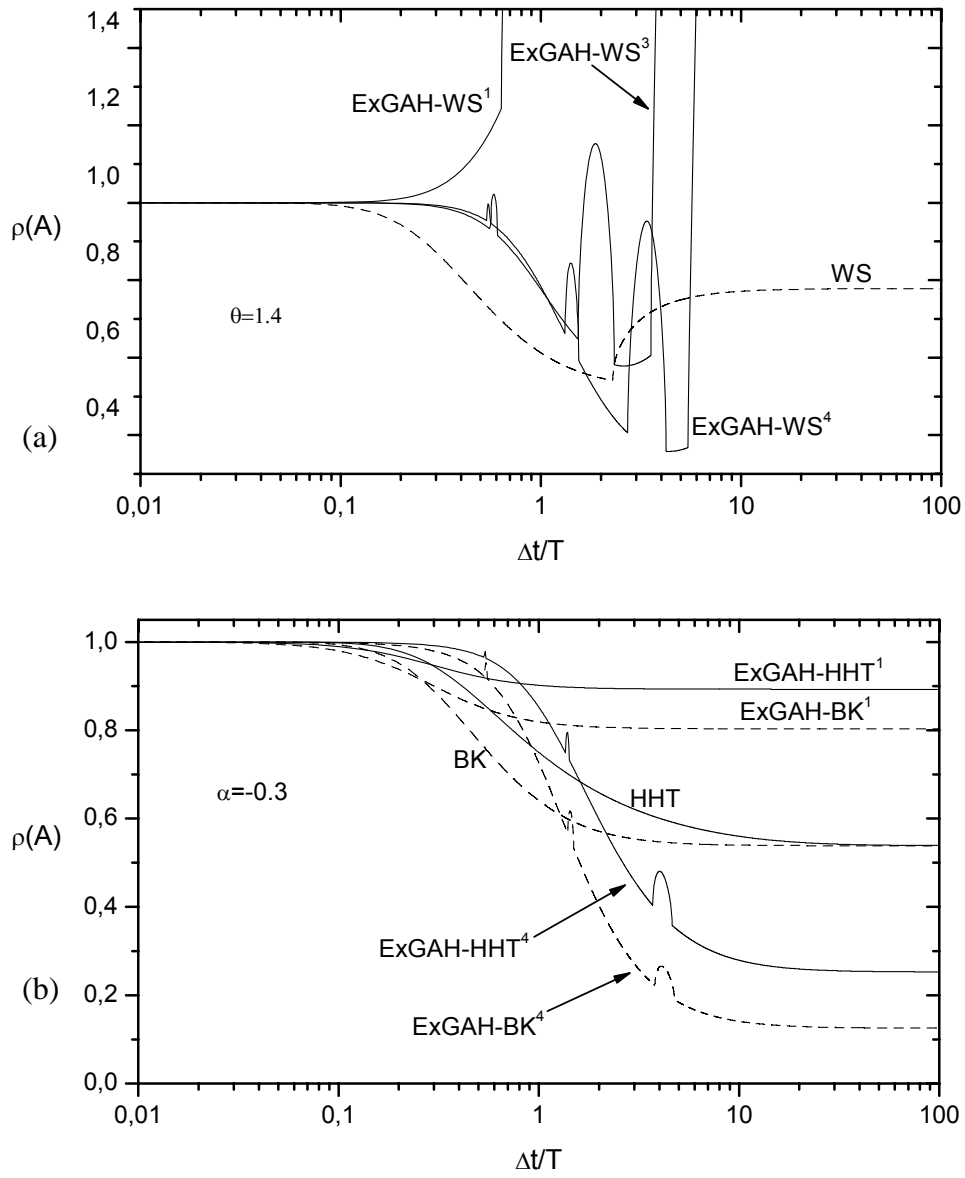 1,4
1,2
1,0
0,8
0,6
0,4
ρ(A)
ExGAH-WS¹
ExGAH-WS³
WS
θ=1.4
ExGAH-WS⁴
(a)
0,01
0,1
1
10
100
Δt/T
1,0
0,8
0,6
0,4
0,2
0,0
ρ(A)
ExGAH-HHT¹
ExGAH-BK¹
BK
HHT
α=-0.3
ExGAH-HHT⁴
ExGAH-BK⁴
(b)
0,01
0,1
1
10
100
Δt/T